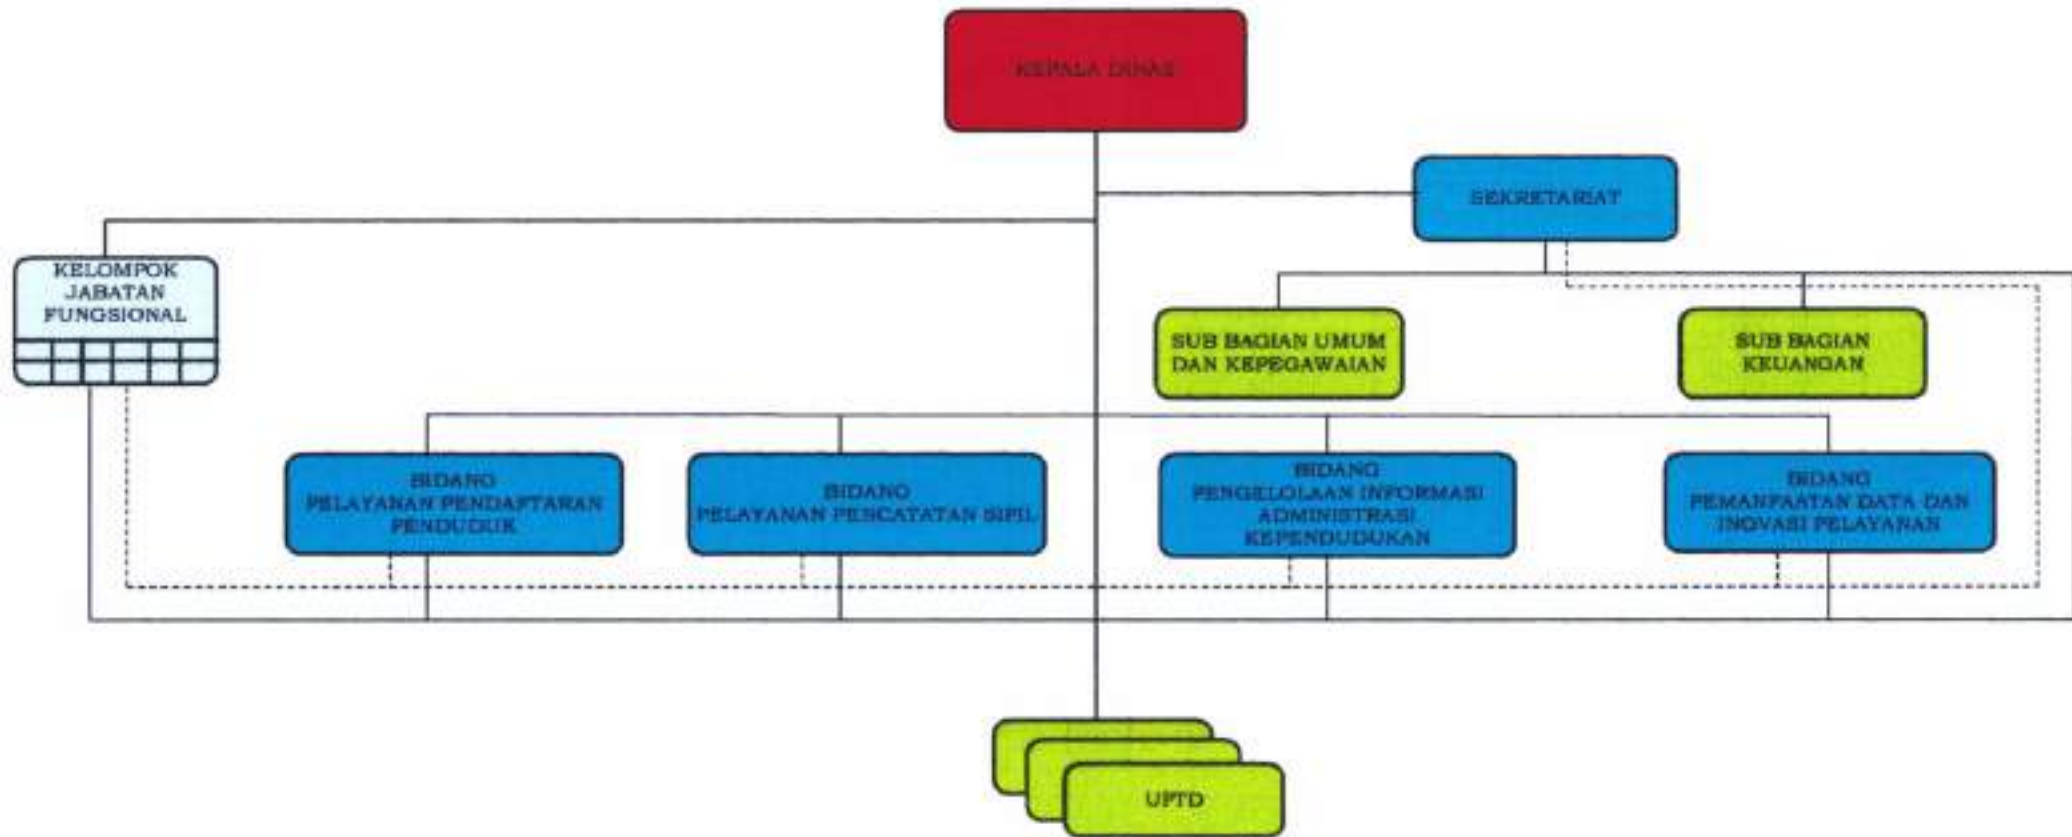 KEPALA DINAS
SEKRETARIAT
KELOMPOK
JABATAN
FUNGSIONAL
SUB BAGIAN UMUM
DAN KEPEGAWAIAN
SUB BAGIAN
KEUANGAN
BIDANG
PELAYANAN PENDAFTARAN
PENDUDUK
BIDANG
PELAYANAN PENCATATAN SIPIL
BIDANG
PENGELOLAAN INFORMASI
ADMINISTRASI
KEPENDUDUKAN
BIDANG
PEMANFAATAN DATA DAN
INOVASI PELAYANAN
UPTD